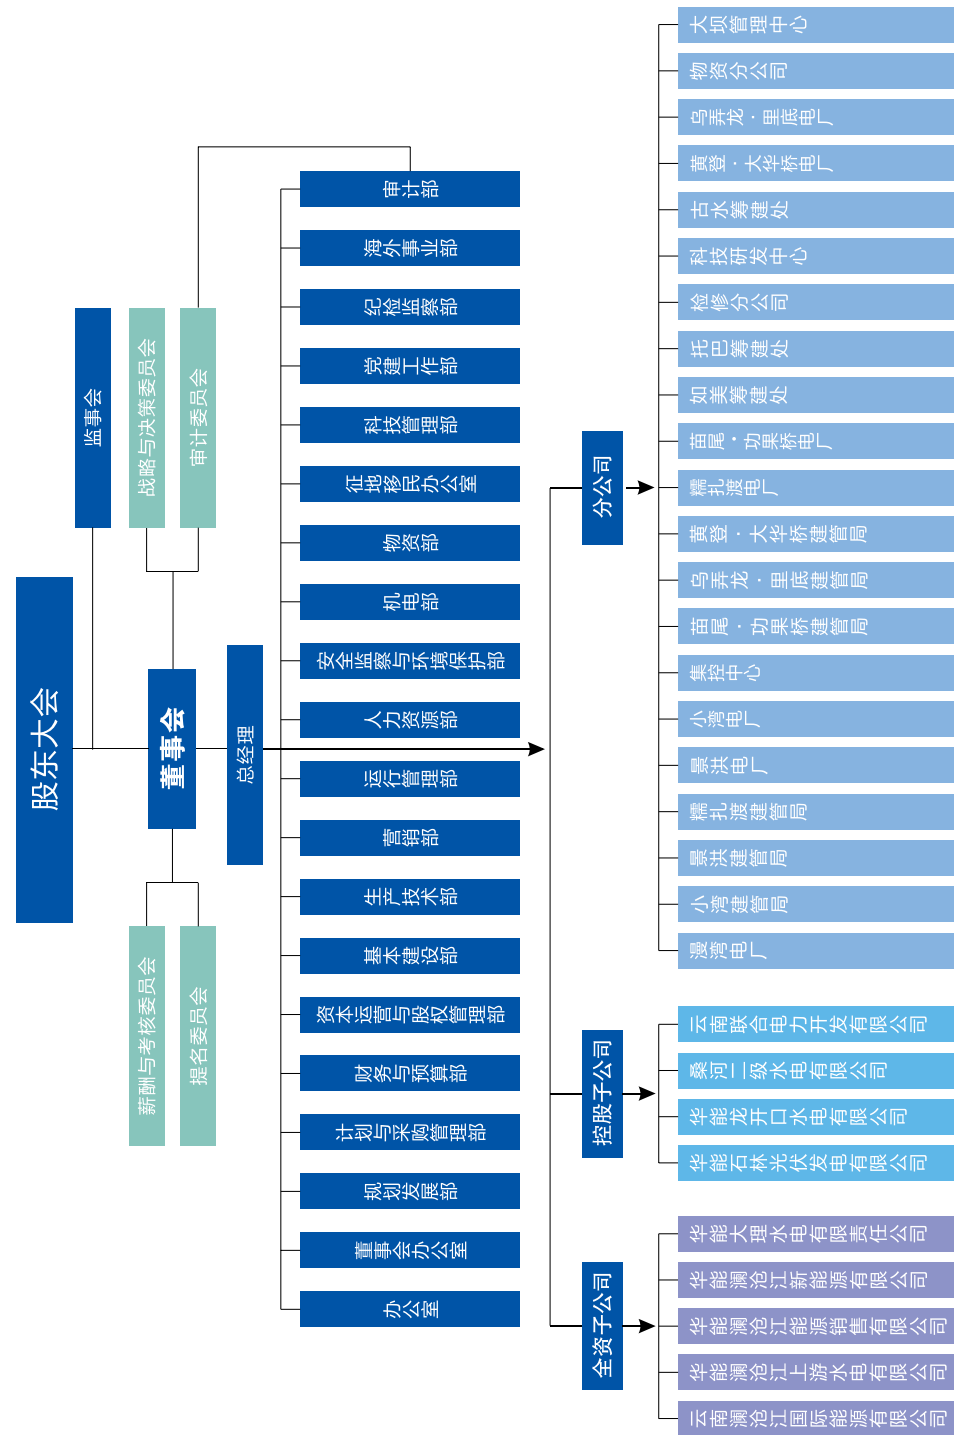 股东大会
监事会
董事会
薪酬与考核委员会
提名委员会
战略与决策委员会
审计委员会
总经理
办公室
董事会办公室
规划发展部
计划与采购管理部
财务与预算部
资本运营与股权管理部
基本建设部
生产技术部
营销部
运行管理部
人力资源部
安全监察与环境保护部
机电部
物资部
征地移民办公室
科技管理部
党建工作部
纪检监察部
海外事业部
审计部
全资子公司
控股子公司
分公司
云南澜沧江国际能源有限公司
华能澜沧江上游水电有限公司
华能澜沧江能源销售有限公司
华能澜沧江新能源有限公司
华能大理水电有限责任公司
华能石林光伏发电有限公司
华能龙开口水电有限公司
桑河二级水电有限公司
云南联合电力开发有限公司
漫湾电厂
小湾建管局
景洪建管局
糯扎渡建管局
景洪电厂
小湾电厂
集控中心
苗尾·功果桥建管局
乌弄龙·里底建管局
黄登·大华桥建管局
糯扎渡电厂
苗尾·功果桥电厂
如美筹建处
托巴筹建处
检修分公司
科技研发中心
古水筹建处
黄登·大华桥电厂
乌弄龙·里底电厂
物资分公司
大坝管理中心